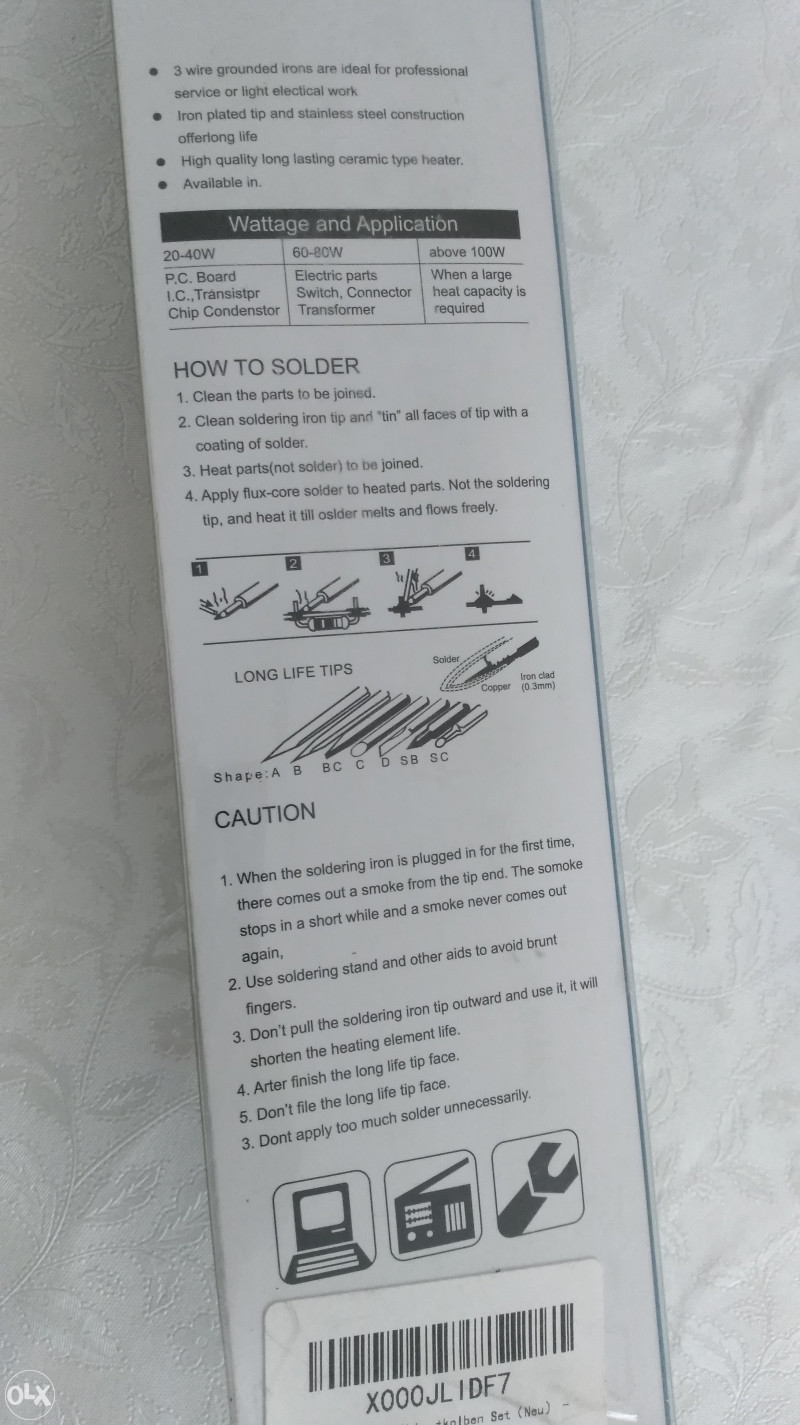 • 3 wire grounded irons are ideal for professional
service or light electical work
• Iron plated tip and stainless steel construction
offerlong life
• High quality long lasting ceramic type heater.
• Available in.
Wattage and Application
20-40W 60-80W above 100W
P.C. Board Electric parts When a large
I.C.,Transistpr Switch, Connector heat capacity is
Chip Condenstor Transformer required
HOW TO SOLDER
1. Clean the parts to be joined.
2. Clean soldering iron tip and "tin" all faces of tip with a
coating of solder.
3. Heat parts(not solder) to be joined.
4. Apply flux-core solder to heated parts. Not the soldering
tip, and heat it till oslder melts and flows freely.
1 2 3 4
LONG LIFE TIPS
Solder
Iron clad
Copper (0.3mm)
Shape:A B BC C D SB SC
CAUTION
1. When the soldering iron is plugged in for the first time,
there comes out a smoke from the tip end. The somoke
stops in a short while and a smoke never comes out
again,
2. Use soldering stand and other aids to avoid brunt
fingers.
3. Don't pull the soldering iron tip outward and use it, it will
shorten the heating element life.
4. Arter finish the long life tip face.
5. Don't file the long life tip face.
3. Dont apply too much solder unnecessarily.
X000JLIDF7
Set (Neu) -
OLX